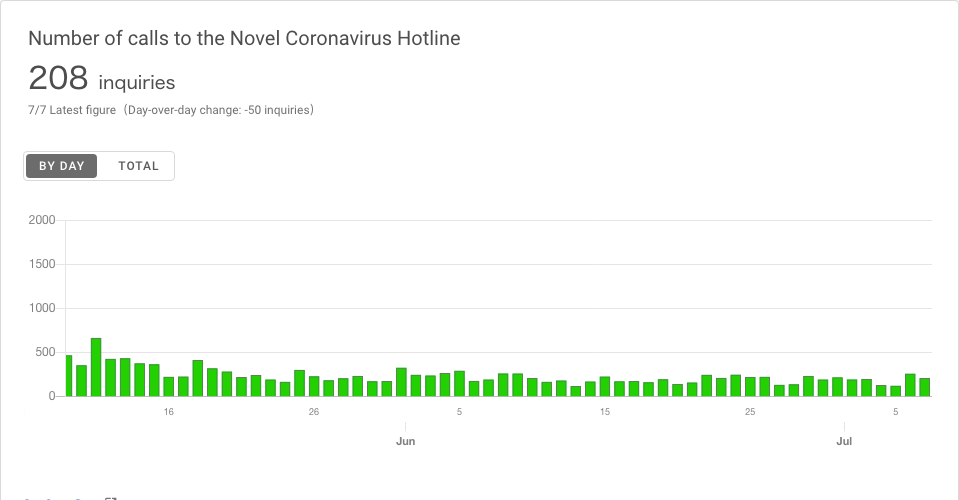 Number of calls to the Novel Coronavirus Hotline
208 inquiries
7/7 Latest figure（Day-over-day change: -50 inquiries）
BY DAY TOTAL
2000
1500
1000
500
0
16 26 5 15 25 5
Jun Jul